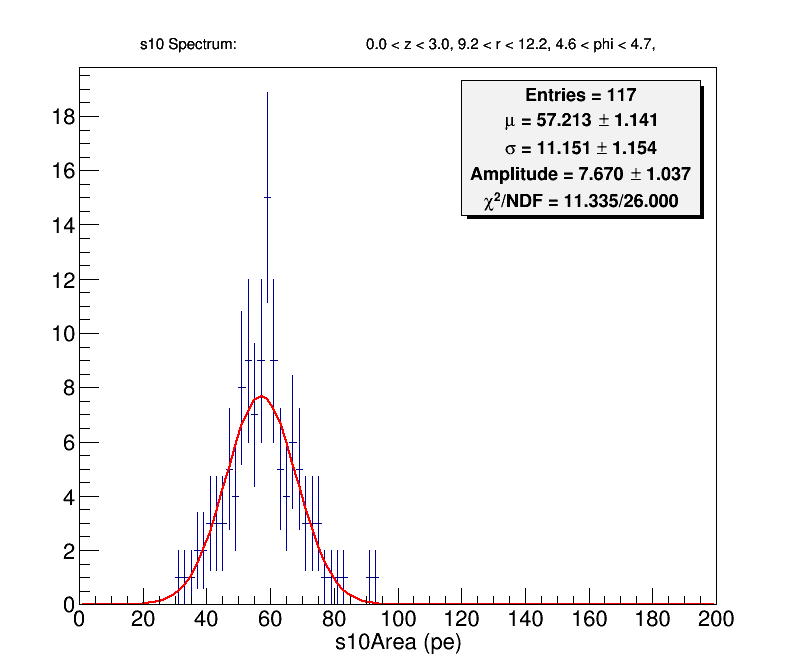 s10 Spectrum: 0.0 < z < 3.0, 9.2 < r < 12.2, 4.6 < phi < 4.7,
Entries = 117
μ = 57.213 ± 1.141
σ = 11.151 ± 1.154
Amplitude = 7.670 ± 1.037
χ²/NDF = 11.335/26.000
18
16
14
12
10
8
6
4
2
0
0 20 40 60 80 100 120 140 160 180 200
s10Area (pe)